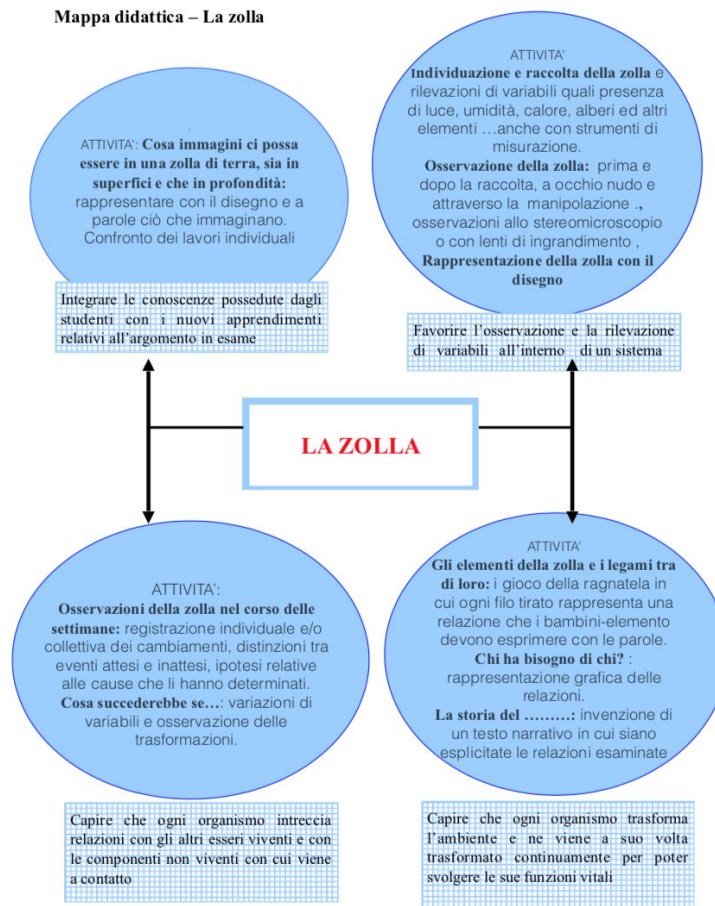 Mappa didattica – La zolla
.
ATTIVITA': Cosa immagini ci possa
essere in una zolla di terra, sia in
superfici e che in profondità:
rappresentare con il disegno e a
parole ciò che immaginano.
Confronto dei lavori individuali
Integrare le conoscenze possedute dagli
studenti con i nuovi apprendimenti
relativi all'argomento in esame
ATTIVITA'
Individuazione e raccolta della zolla e
rilevazioni di variabili quali presenza
di luce, umidità, calore, alberi ed altri
elementi …anche con strumenti di
misurazione.
Osservazione della zolla: prima e
dopo la raccolta, a occhio nudo e
attraverso la manipolazione .,
osservazioni allo stereomicroscopio
o con lenti di ingrandimento ,
Rappresentazione della zolla con il
disegno
Favorire l'osservazione e la rilevazione
di variabili all'interno di un sistema
LA ZOLLA
ATTIVITA':
Osservazioni della zolla nel corso delle
settimane: registrazione individuale e/o
collettiva dei cambiamenti, distinzioni tra
eventi attesi e inattesi, ipotesi relative
alle cause che li hanno determinati.
Cosa succederebbe se…: variazioni di
variabili e osservazione delle
trasformazioni.
Capire che ogni organismo intreccia
relazioni con gli altri esseri viventi e con
le componenti non viventi con cui viene
a contatto
ATTIVITA'
Gli elementi della zolla e i legami tra
di loro: i gioco della ragnatela in
cui ogni filo tirato rappresenta una
relazione che i bambini-elemento
devono esprimere con le parole.
Chi ha bisogno di chi? :
rappresentazione grafica delle
relazioni.
La storia del ………: invenzione di
un testo narrativo in cui siano
esplicitate le relazioni esaminate
Capire che ogni organismo trasforma
l'ambiente e ne viene a sua volta
trasformato continuamente per poter
svolgere le sue funzioni vitali